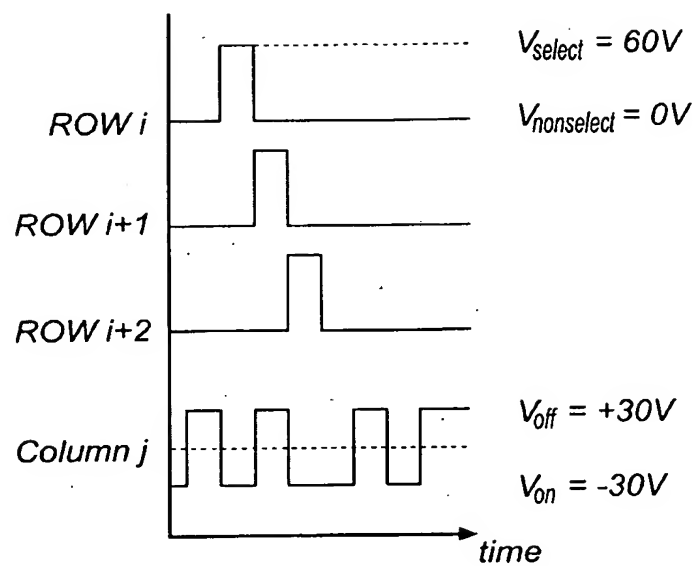 V_select = 60V
ROW i
V_nonselect = 0V
ROW i+1
ROW i+2
V_off = +30V
Column j
V_on = -30V
time